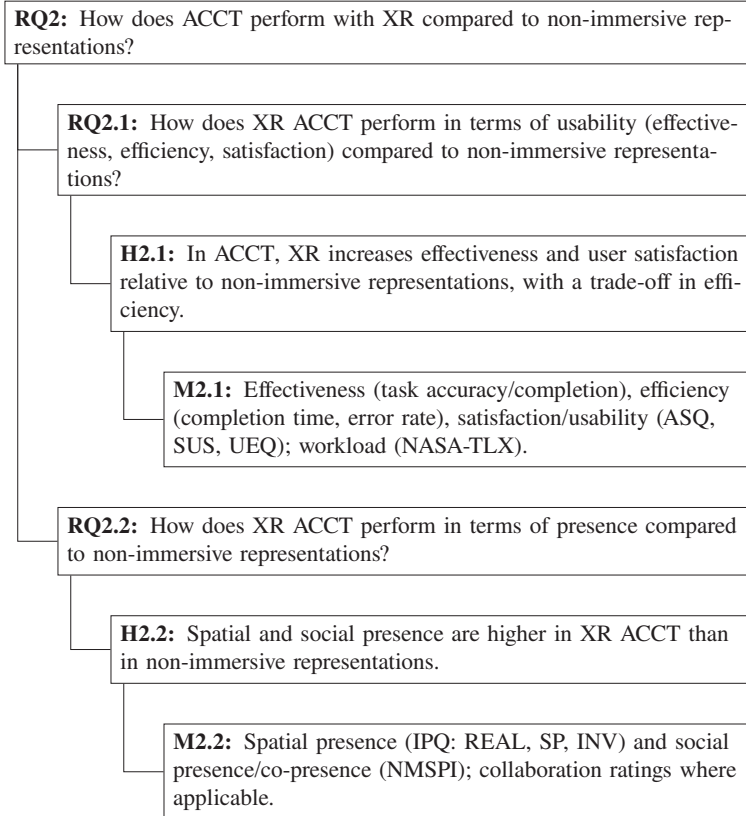 RQ2: How does ACCT perform with XR compared to non-immersive rep-
resentations?
RQ2.1: How does XR ACCT perform in terms of usability (effective-
ness, efficiency, satisfaction) compared to non-immersive representa-
tions?
H2.1: In ACCT, XR increases effectiveness and user satisfaction
relative to non-immersive representations, with a trade-off in effi-
ciency.
M2.1: Effectiveness (task accuracy/completion), efficiency
(completion time, error rate), satisfaction/usability (ASQ,
SUS, UEQ); workload (NASA-TLX).
RQ2.2: How does XR ACCT perform in terms of presence compared
to non-immersive representations?
H2.2: Spatial and social presence are higher in XR ACCT than
in non-immersive representations.
M2.2: Spatial presence (IPQ: REAL, SP, INV) and social
presence/co-presence (NMSPI); collaboration ratings where
applicable.